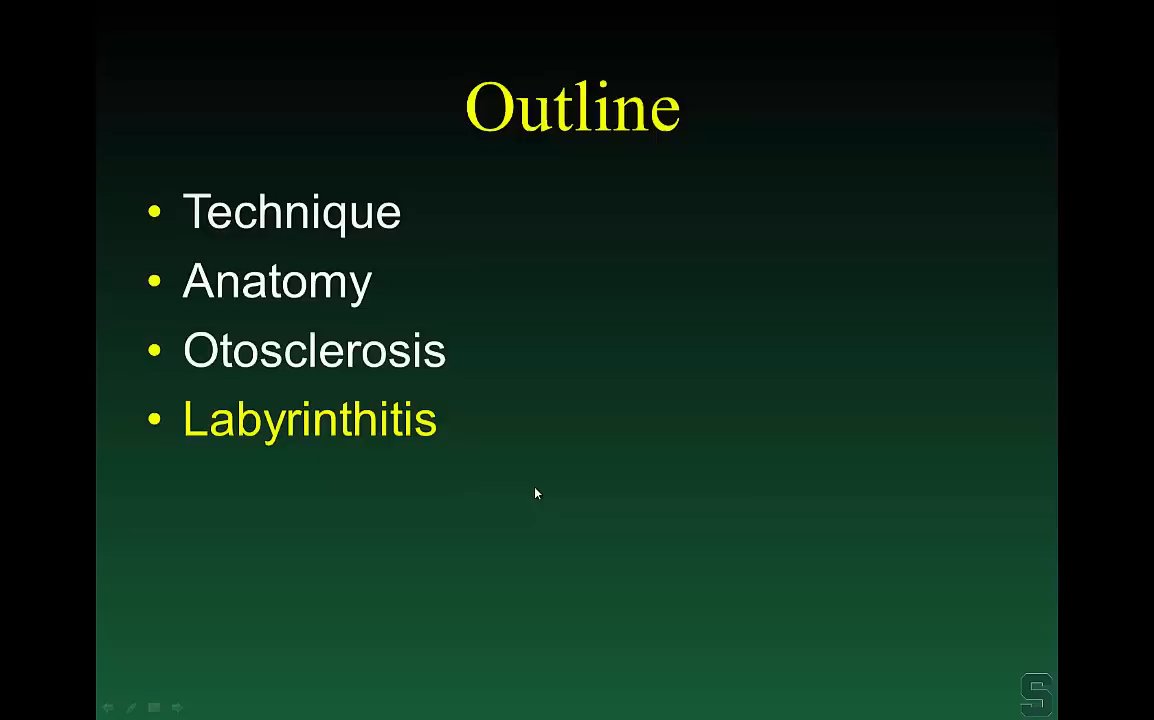 Outline
• Technique
• Anatomy
• Otosclerosis
• Labyrinthitis
S